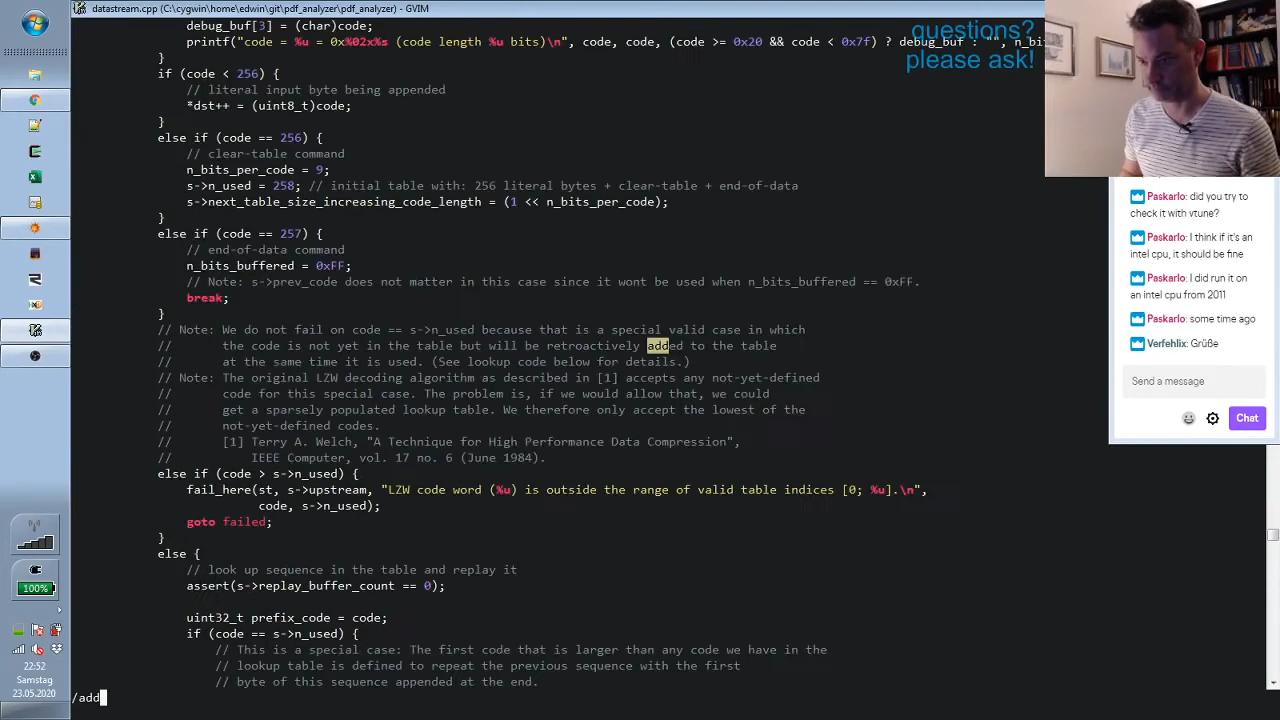 datastream.cpp (C:\cygwin\home\edwin\git\pdf_analyzer\pdf_analyzer) - GVIM
debug_buf[3] = (char)code;
printf("code = %u = 0x%02x%s (code length %u bits)\n", code, code, (code >= 0x20 && code < 0x7f) ? debug_buf : "", n_bi
}
if (code < 256) {
// literal input byte being appended
*dst++ = (uint8_t)code;
}
else if (code == 256) {
// clear-table command
n_bits_per_code = 9;
s->n_used = 258; // initial table with: 256 literal bytes + clear-table + end-of-data
s->next_table_size_increasing_code_length = (1 << n_bits_per_code);
}
else if (code == 257) {
// end-of-data command
n_bits_buffered = 0xFF;
// Note: s->prev_code does not matter in this case since it wont be used when n_bits_buffered == 0xFF.
break;
}
// Note: We do not fail on code == s->n_used because that is a special valid case in which
//       the code is not yet in the table but will be retroactively added to the table
//       at the same time it is used. (See lookup code below for details.)
// Note: The original LZW decoding algorithm as described in [1] accepts any not-yet-defined
//       code for this special case. The problem is, if we would allow that, we could
//       get a sparsely populated lookup table. We therefore only accept the lowest of the
//       not-yet-defined codes.
//       [1] Terry A. Welch, "A Technique for High Performance Data Compression",
//           IEEE Computer, vol. 17 no. 6 (June 1984).
else if (code > s->n_used) {
fail_here(st, s->upstream, "LZW code word (%u) is outside the range of valid table indices [0; %u].\n",
code, s->n_used);
goto failed;
}
else {
// look up sequence in the table and replay it
assert(s->replay_buffer_count == 0);
uint32_t prefix_code = code;
if (code == s->n_used) {
// This is a special case: The first code that is larger than any code we have in the
// lookup table is defined to repeat the previous sequence with the first
// byte of this sequence appended at the end.
/add
questions?
please ask!
Paskarlo: did you try to
check it with vtune?
Paskarlo: I think if it's an
intel cpu, it should be fine
Paskarlo: I did run it on
an intel cpu from 2011
Paskarlo: some time ago
Verfehlix: Grüße
Send a message
Chat
100%
22:52
Samstag
23.05.2020